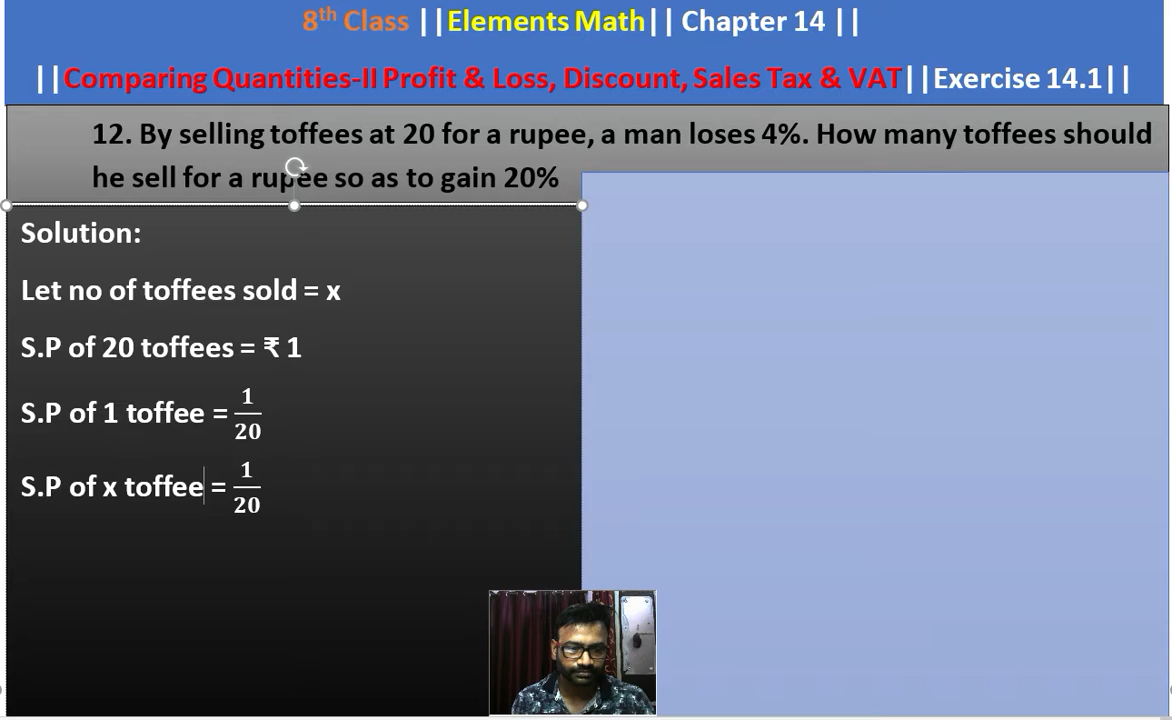 8th Class ||Elements Math|| Chapter 14 ||
||Comparing Quantities-II Profit & Loss, Discount, Sales Tax & VAT||Exercise 14.1||
12. By selling toffees at 20 for a rupee, a man loses 4%. How many toffees should
he sell for a rupee so as to gain 20%
Solution:
Let no of toffees sold = x
S.P of 20 toffees = ₹ 1
S.P of 1 toffee = 1/20
S.P of x toffee = 1/20